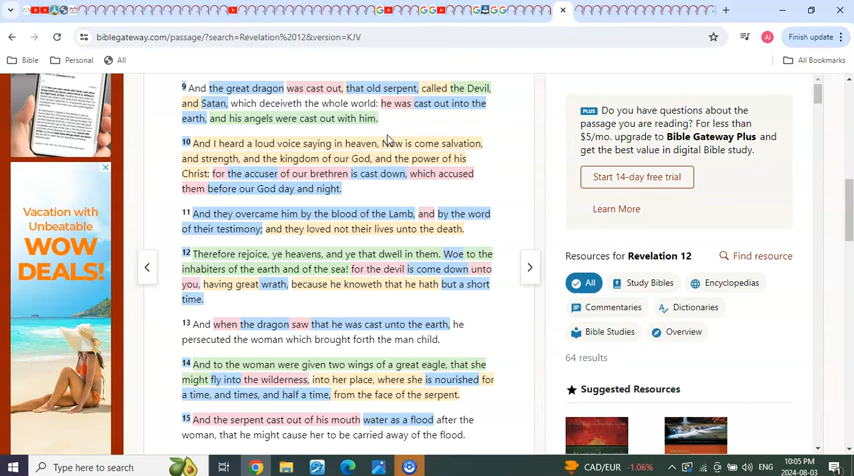 Finish update
biblegateway.com/passage/?search=Revelation%2012&version=KJV
AI
Bible
Personal
All
All Bookmarks
9 And the great dragon was cast out, that old serpent, called the Devil,
and Satan, which deceiveth the whole world: he was cast out into the
earth, and his angels were cast out with him.
10 And I heard a loud voice saying in heaven, Now is come salvation,
and strength, and the kingdom of our God, and the power of his
Christ: for the accuser of our brethren is cast down, which accused
them before our God day and night.
11 And they overcame him by the blood of the Lamb, and by the word
of their testimony; and they loved not their lives unto the death.
12 Therefore rejoice, ye heavens, and ye that dwell in them. Woe to the
inhabiters of the earth and of the sea! for the devil is come down unto
you, having great wrath, because he knoweth that he hath but a short
time.
13 And when the dragon saw that he was cast unto the earth, he
persecuted the woman which brought forth the man child.
14 And to the woman were given two wings of a great eagle, that she
might fly into the wilderness, into her place, where she is nourished for
a time, and times, and half a time, from the face of the serpent.
15 And the serpent cast out of his mouth water as a flood after the
woman, that he might cause her to be carried away of the flood.
Vacation with
Unbeatable
WOW
DEALS!
PLUS Do you have questions about the
passage you are reading? For less than
$5/mo. upgrade to Bible Gateway Plus and
get the best value in digital Bible study.
Start 14-day free trial
Learn More
Resources for Revelation 12
Find resource
All
Study Bibles
Encyclopedias
Commentaries
Dictionaries
Bible Studies
Overview
64 results
Suggested Resources
Type here to search
CAD/EUR -1.06%
ENG
10:05 PM
2024-08-03